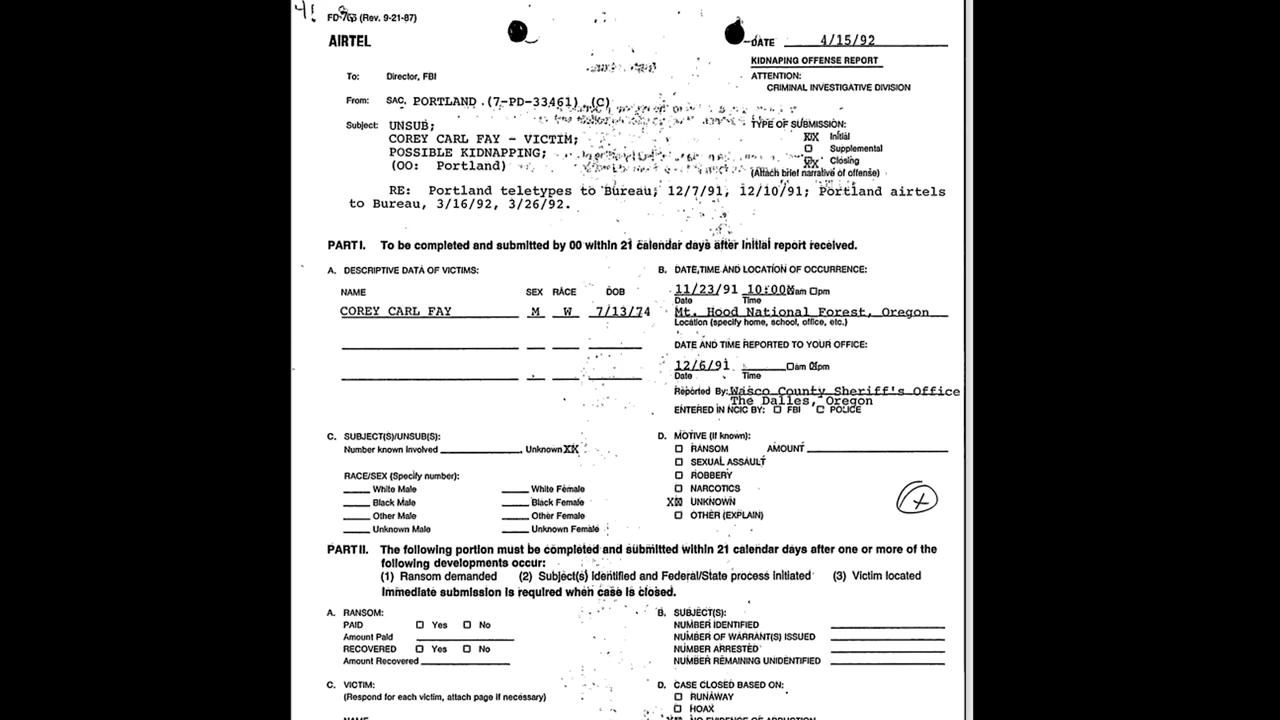 4!
FD-763 (Rev. 9-21-87)
AIRTEL
DATE 4/15/92
KIDNAPING OFFENSE REPORT
To: Director, FBI
ATTENTION:
CRIMINAL INVESTIGATIVE DIVISION
From: SAC, PORTLAND (7-PD-33461) (C)
Subject: UNSUB;
COREY CARL FAY - VICTIM;
POSSIBLE KIDNAPPING;
(OO: Portland)
TYPE OF SUBMISSION:
XX Initial
Supplemental
XX Closing
(Attach brief narrative of offense)
RE: Portland teletypes to Bureau, 12/7/91, 12/10/91; Portland airtels
to Bureau, 3/16/92, 3/26/92.
PART I. To be completed and submitted by 00 within 21 calendar days after initial report received.
A. DESCRIPTIVE DATA OF VICTIMS:
NAME SEX RACE DOB
COREY CARL FAY M W 7/13/74
B. DATE, TIME AND LOCATION OF OCCURRENCE:
11/23/91 10:00 X am pm
Date Time
Mt. Hood National Forest, Oregon
Location (specify home, school, office, etc.)
DATE AND TIME REPORTED TO YOUR OFFICE:
12/6/91 am X pm
Date Time
Reported By: Wasco County Sheriff's Office
The Dalles, Oregon
ENTERED IN NCIC BY: FBI POLICE
C. SUBJECT(S)/UNSUB(S):
Number known involved , Unknown XX
RACE/SEX (Specify number):
White Male White Female
Black Male Black Female
Other Male Other Female
Unknown Male Unknown Female
D. MOTIVE (If known):
RANSOM AMOUNT
SEXUAL ASSAULT
ROBBERY
NARCOTICS
XX UNKNOWN
OTHER (EXPLAIN)
PART II. The following portion must be completed and submitted within 21 calendar days after one or more of the
following developments occur:
(1) Ransom demanded (2) Subject(s) Identified and Federal/State process initiated (3) Victim located
Immediate submission is required when case is closed.
A. RANSOM:
PAID Yes No
Amount Paid
RECOVERED Yes No
Amount Recovered
B. SUBJECT(S):
NUMBER IDENTIFIED
NUMBER OF WARRANT(S) ISSUED
NUMBER ARRESTED
NUMBER REMAINING UNIDENTIFIED
C. VICTIM:
(Respond for each victim, attach page if necessary)
NAME
D. CASE CLOSED BASED ON:
RUNAWAY
HOAX
XX NO EVIDENCE OF ABDUCTION